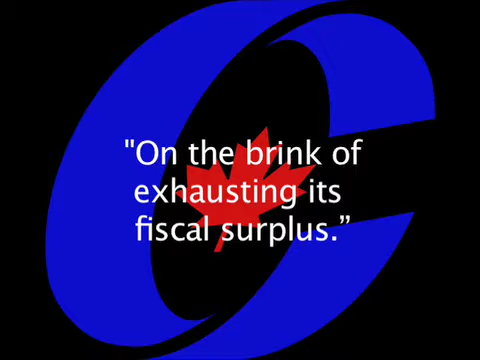 "On the brink of
exhausting its
fiscal surplus.”